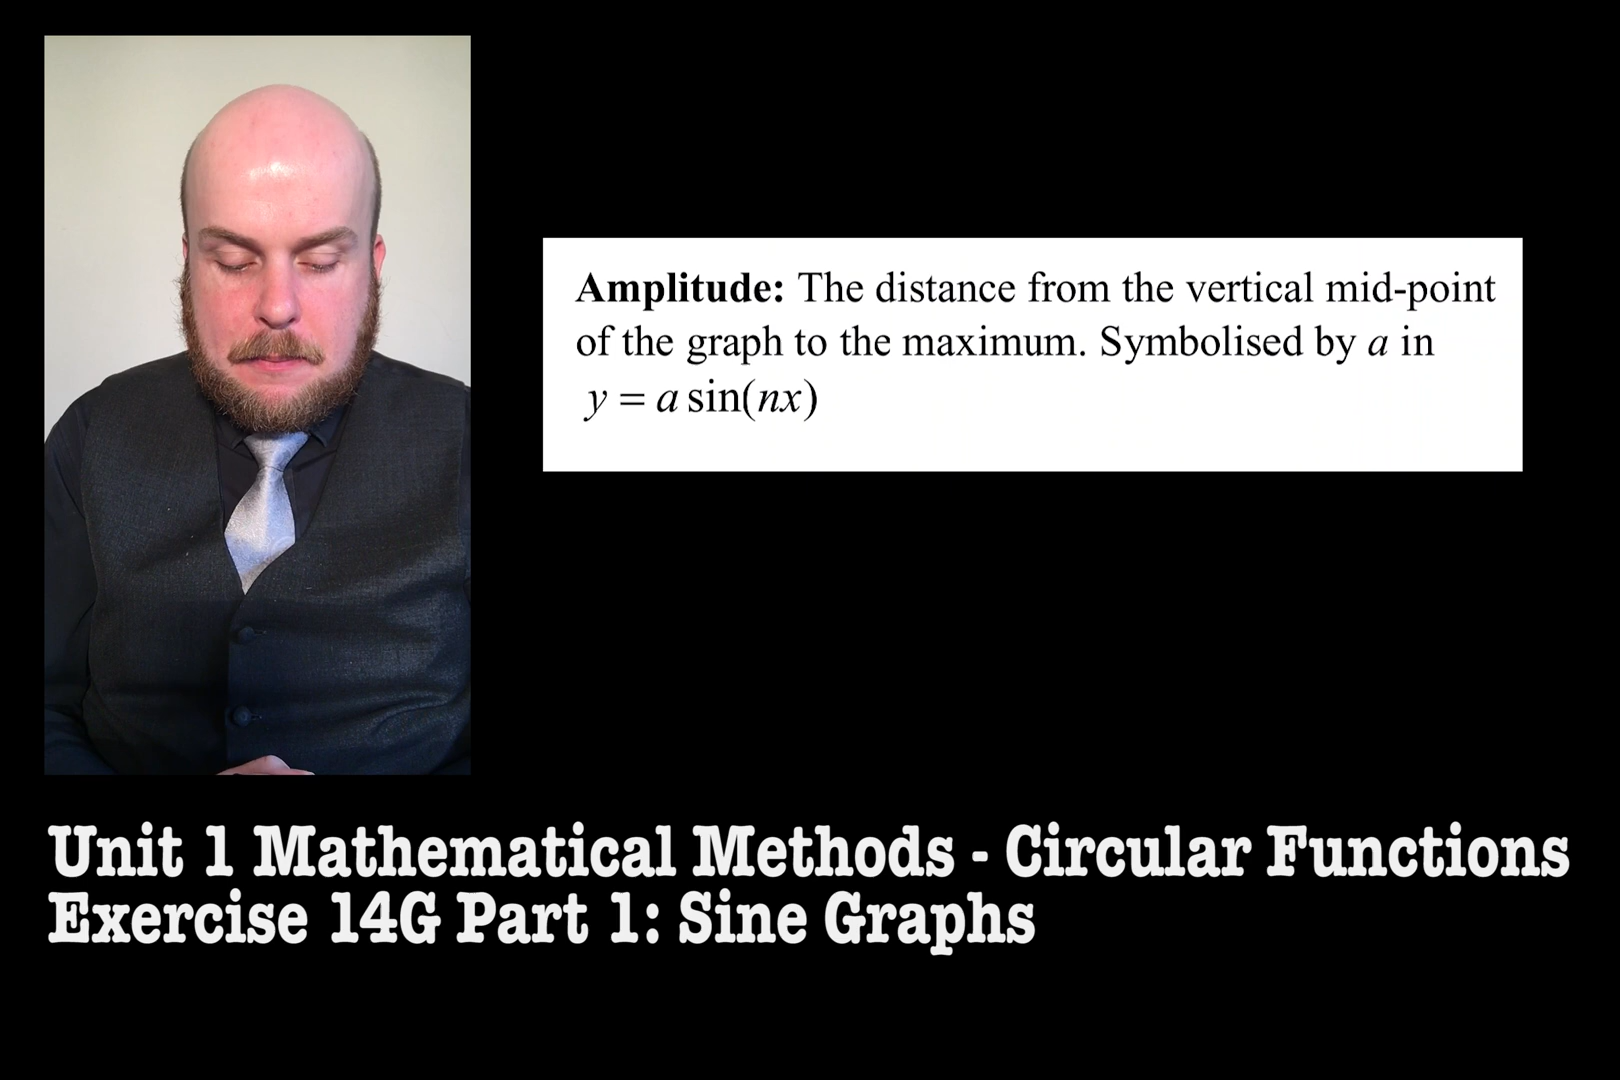 Amplitude: The distance from the vertical mid-point
of the graph to the maximum. Symbolised by a in
y = a sin(nx)
Unit 1 Mathematical Methods - Circular Functions
Exercise 14G Part 1: Sine Graphs